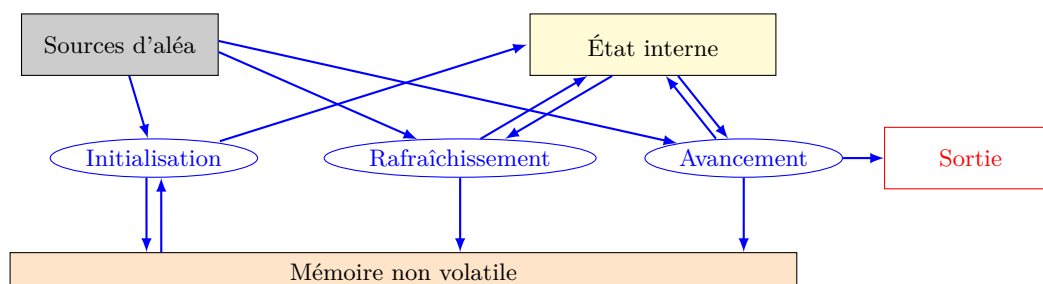 Sources d'aléa
État interne
Initialisation
Rafraîchissement
Avancement
Sortie
Mémoire non volatile